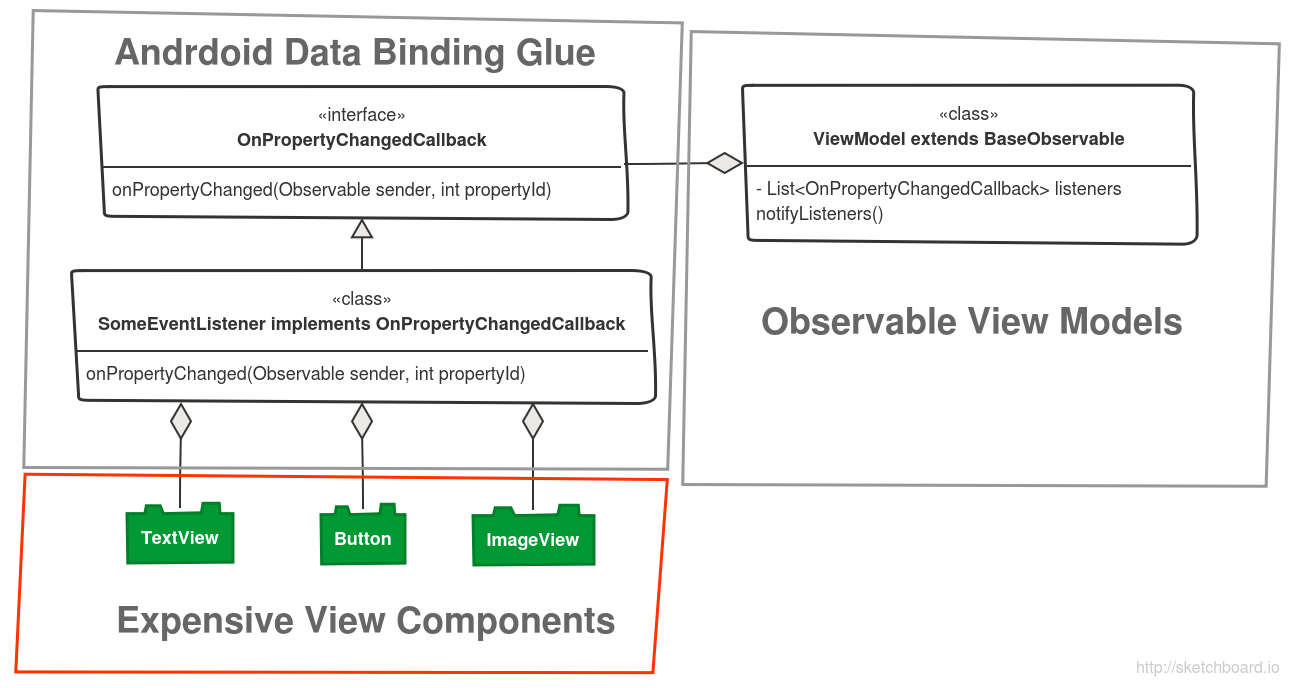 Andrdoid Data Binding Glue
«interface»
OnPropertyChangedCallback
onPropertyChanged(Observable sender, int propertyId)
«class»
SomeEventListener implements OnPropertyChangedCallback
onPropertyChanged(Observable sender, int propertyId)
«class»
ViewModel extends BaseObservable
- List<OnPropertyChangedCallback> listeners
notifyListeners()
Observable View Models
TextView
Button
ImageView
Expensive View Components
http://sketchboard.io